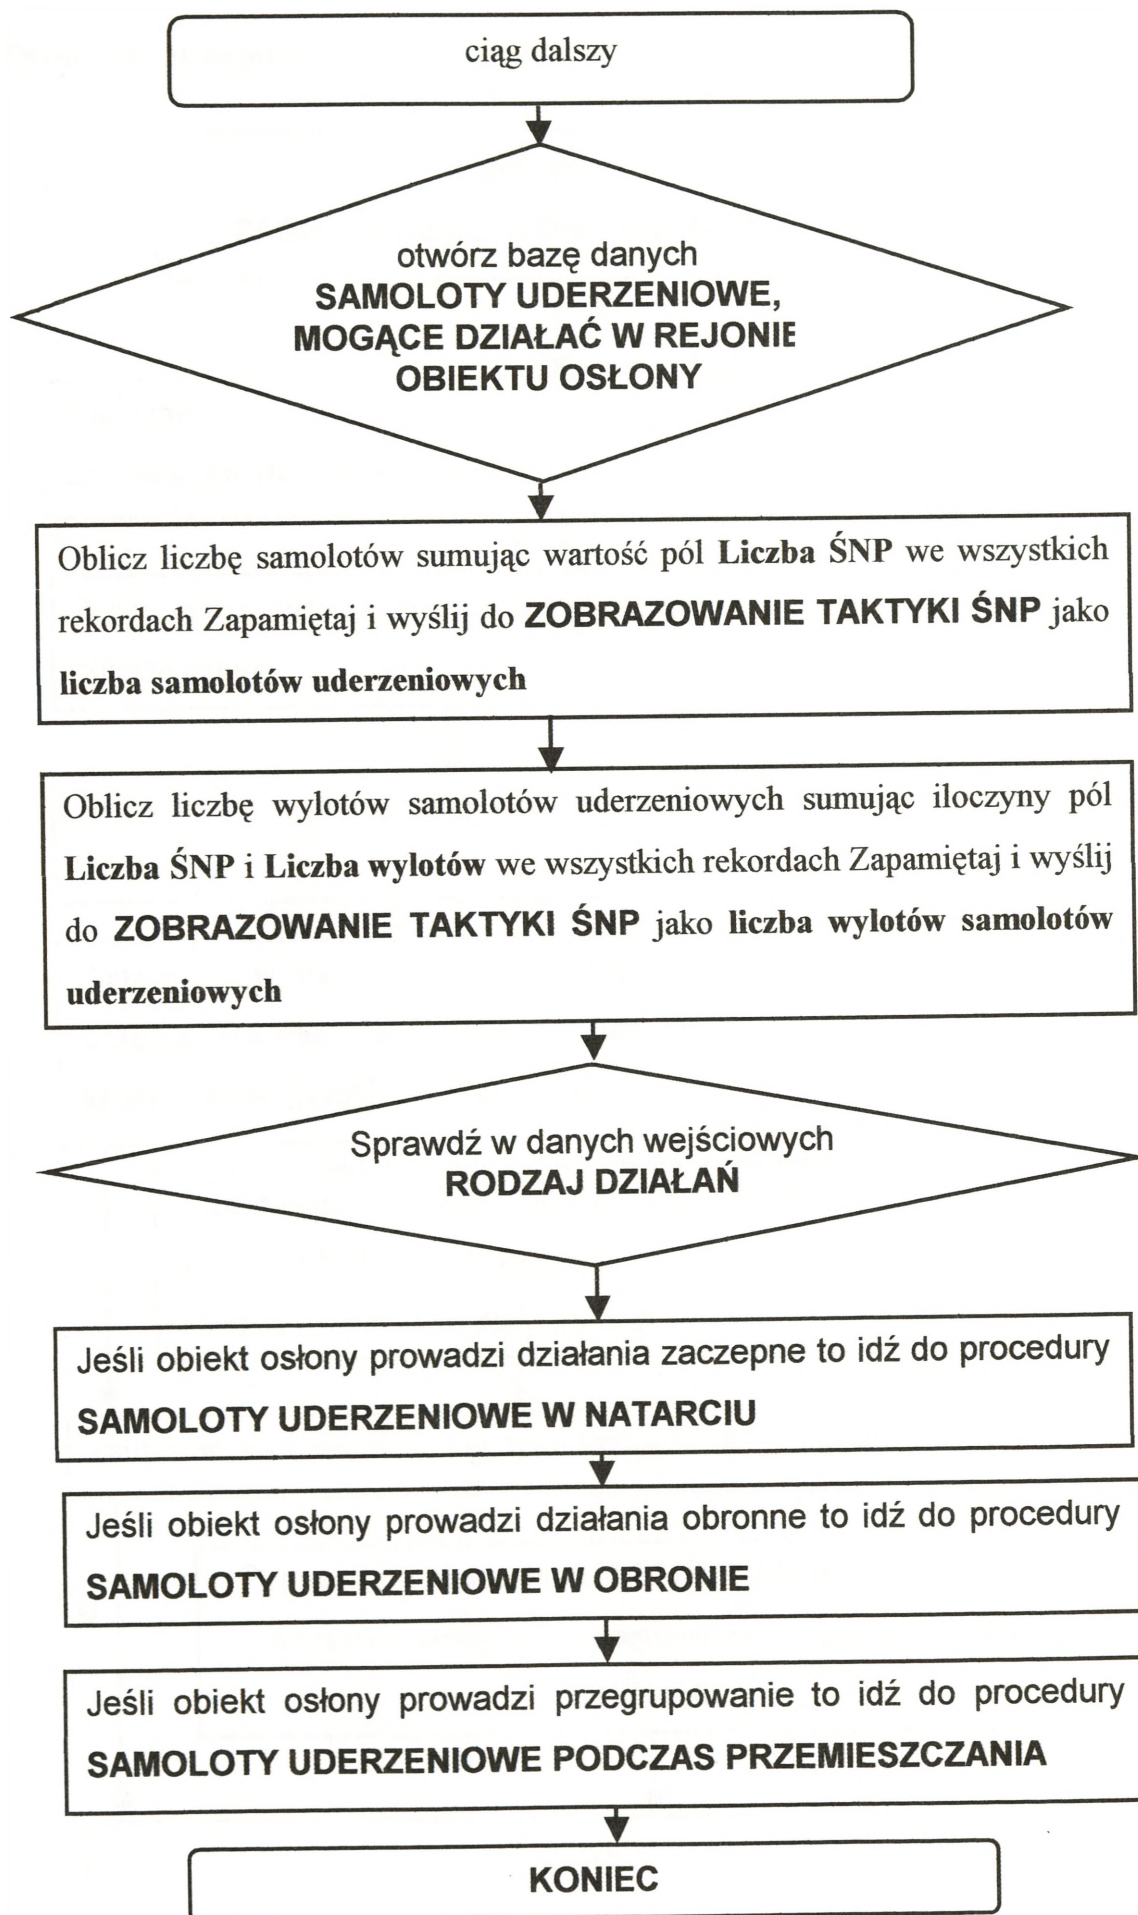 ciąg dalszy
otwórz bazę danych
SAMOLOTY UDERZENIOWE,
MOGĄCE DZIAŁAĆ W REJONIE
OBIEKTU OSŁONY
Oblicz liczbę samolotów sumując wartość pól Liczba ŚNP we wszystkich
rekordach Zapamiętaj i wyślij do ZOBRAZOWANIE TAKTYKI ŚNP jako
liczba samolotów uderzeniowych
Oblicz liczbę wylotów samolotów uderzeniowych sumując iloczyny pól
Liczba ŚNP i Liczba wylotów we wszystkich rekordach Zapamiętaj i wyślij
do ZOBRAZOWANIE TAKTYKI ŚNP jako liczba wylotów samolotów
uderzeniowych
Sprawdź w danych wejściowych
RODZAJ DZIAŁAŃ
Jeśli obiekt osłony prowadzi działania zaczepne to idź do procedury
SAMOLOTY UDERZENIOWE W NATARCIU
Jeśli obiekt osłony prowadzi działania obronne to idź do procedury
SAMOLOTY UDERZENIOWE W OBRONIE
Jeśli obiekt osłony prowadzi przegrupowanie to idź do procedury
SAMOLOTY UDERZENIOWE PODCZAS PRZEMIESZCZANIA
KONIEC